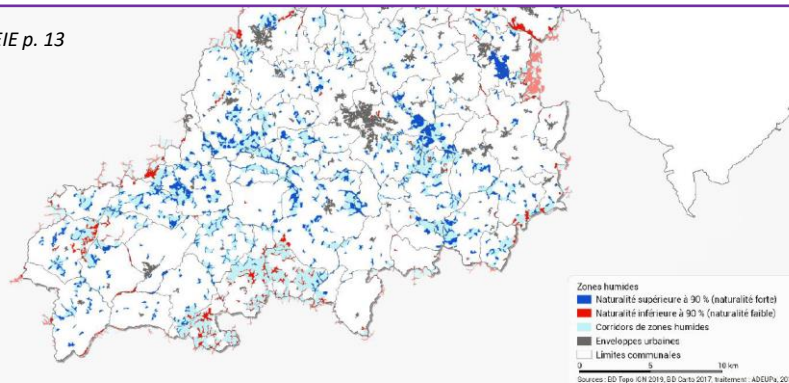 EIE p. 13
Zones humides
Naturalité supérieure à 90 % (naturalité forte)
Naturalité inférieure à 90 % (naturalité faible)
Corridors de zones humides
Enveloppes urbaines
Limites communales
0 5 10 km
Sources : BD Topo IGN 2019, BD Carto 2017, traitement : ADEUPa, 20